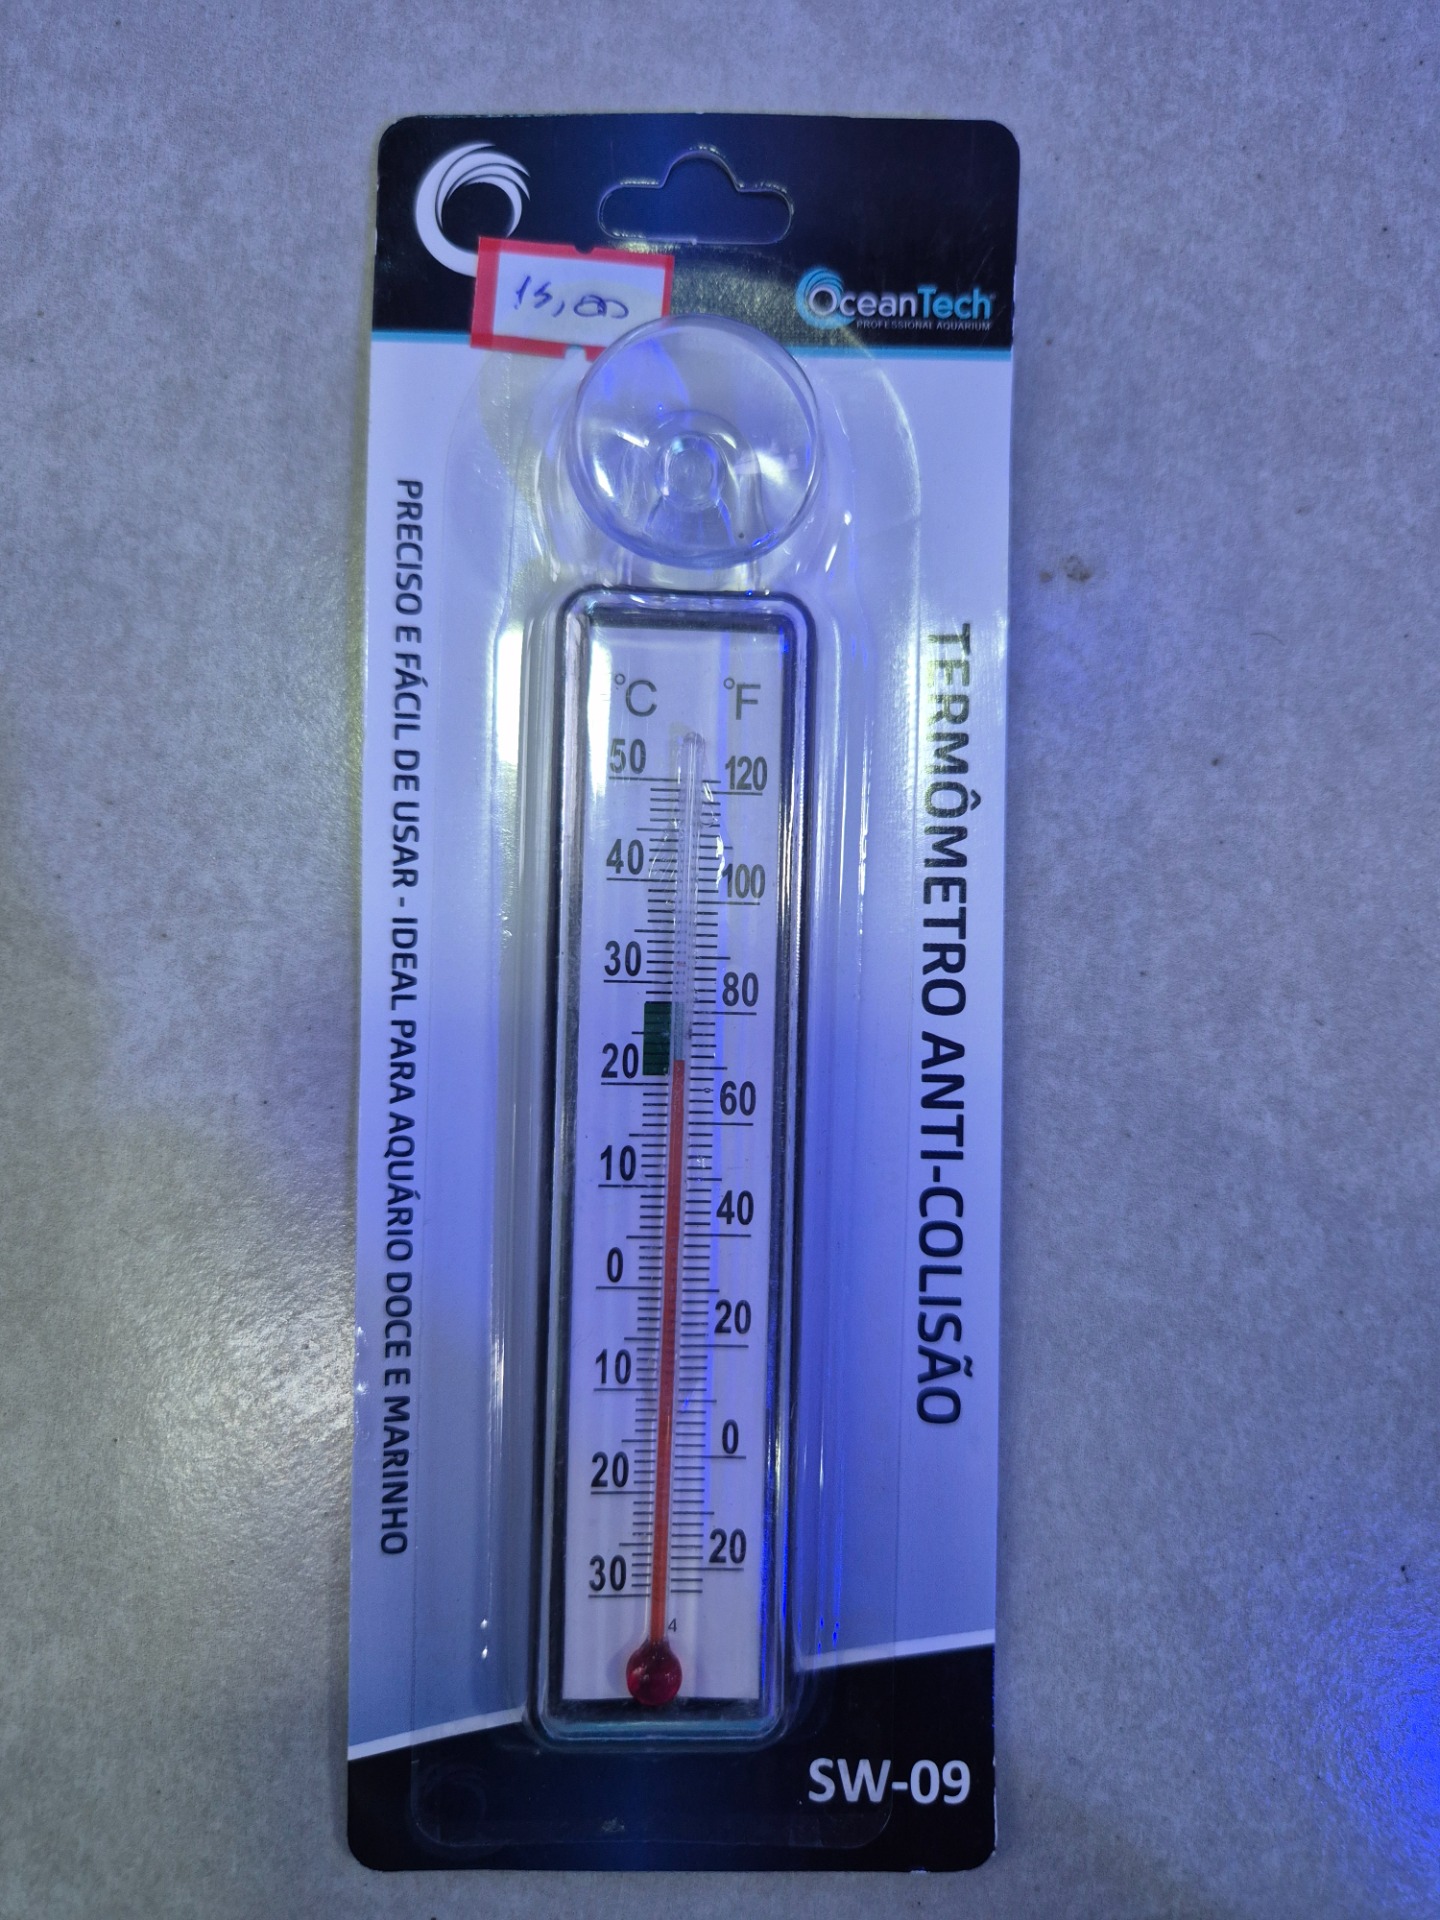 15,00
OceanTech
PROFESSIONAL AQUARIUM
PRECISO E FÁCIL DE USAR - IDEAL PARA AQUÁRIO DOCE E MARINHO
TERMÔMETRO ANTI-COLISÃO
°C °F
50 120
40 100
30 80
20 60
10 40
0 20
10 0
20 20
30
4
SW-09